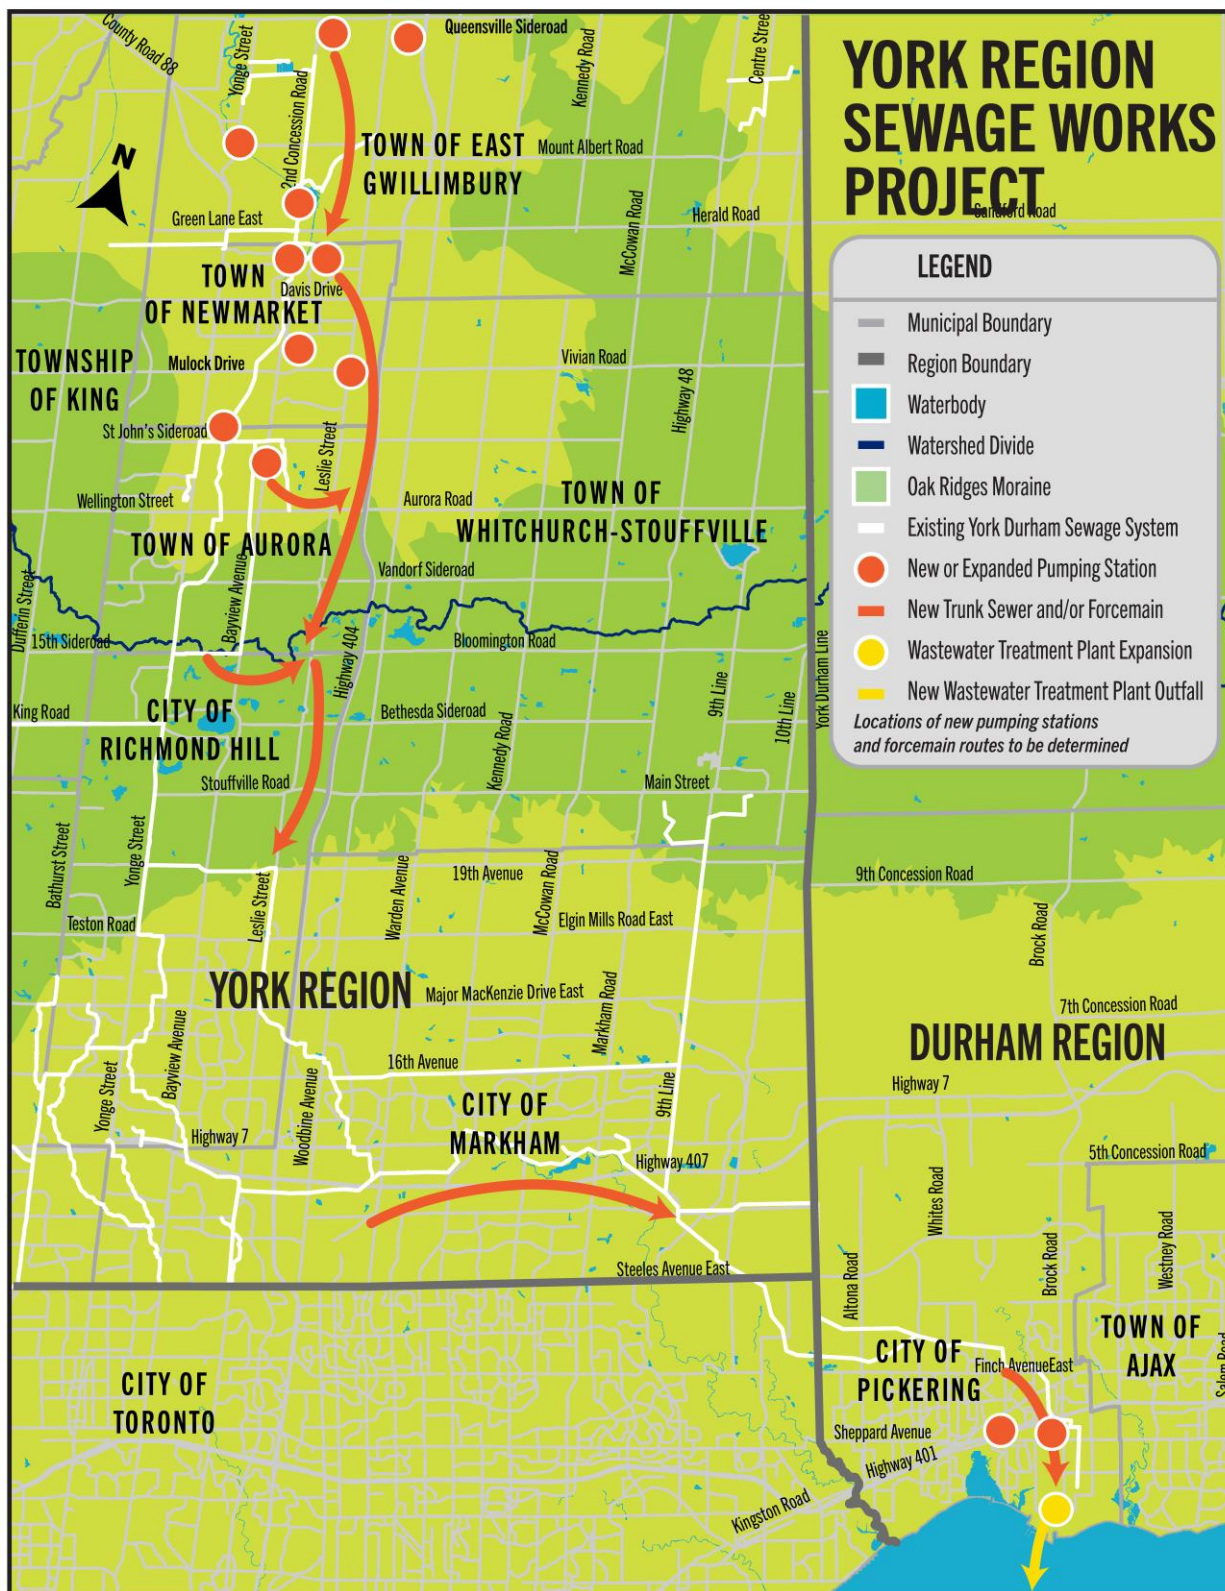 YORK REGION
SEWAGE WORKS
PROJECT
LEGEND
Municipal Boundary
Region Boundary
Waterbody
Watershed Divide
Oak Ridges Moraine
Existing York Durham Sewage System
New or Expanded Pumping Station
New Trunk Sewer and/or Forcemain
Wastewater Treatment Plant Expansion
New Wastewater Treatment Plant Outfall
Locations of new pumping stations
and forcemain routes to be determined
N
County Road 88
Yonge Street
2nd Concession Road
Queensville Sideroad
Kennedy Road
Centre Stree
TOWN OF EAST
GWILLIMBURY
Mount Albert Road
Green Lane East
McCowan Road
Herald Road
Sandford Road
TOWN
OF NEWMARKET
Davis Drive
TOWNSHIP
OF KING
Mulock Drive
Vivian Road
Highway 48
St John's Sideroad
Leslie Street
Wellington Street
Aurora Road
TOWN OF
WHITCHURCH-STOUFFVILLE
TOWN OF AURORA
Vandorf Sideroad
Dufferin Street
Bayview Avenue
15th Sideroad
Highway 404
Bloomington Road
York Durham Line
King Road
CITY OF
RICHMOND HILL
Bethesda Sideroad
Kennedy Road
9th Line
10th Line
Stouffville Road
Main Street
Bathurst Street
Yonge Street
19th Avenue
Warden Avenue
McCowan Road
9th Concession Road
Teston Road
Leslie Street
Elgin Mills Road East
Brock Road
YORK REGION
Major MacKenzie Drive East
Markham Road
7th Concession Road
DURHAM REGION
Yonge Street
Bayview Avenue
16th Avenue
9th Line
Highway 7
Woodbine Avenue
CITY OF
MARKHAM
Highway 7
Highway 407
5th Concession Road
Whites Road
Steeles Avenue East
Altona Road
Brock Road
Westney Road
TOWN OF
AJAX
CITY OF
PICKERING
Finch AvenueEast
Salem Road
CITY OF
TORONTO
Sheppard Avenue
Highway 401
Kingston Road